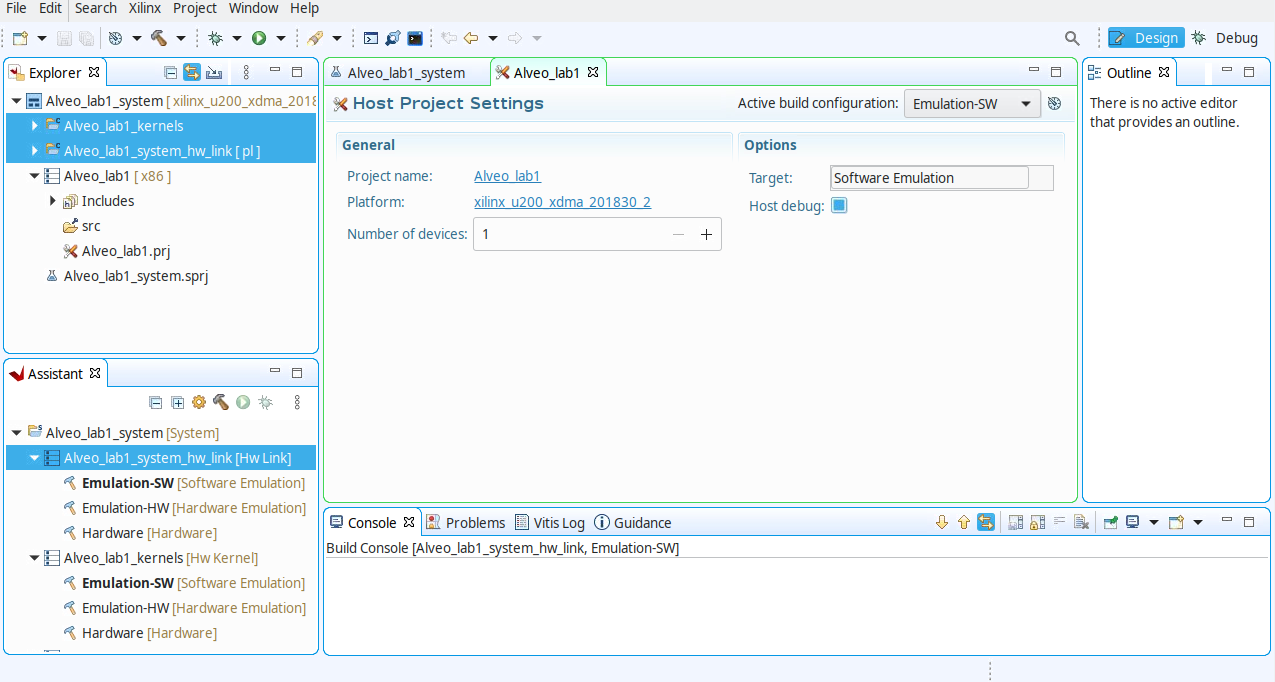 File Edit Search Xilinx Project Window Help
Design Debug
Explorer
Alveo_lab1_system [ xilinx_u200_xdma_2018
Alveo_lab1_kernels
Alveo_lab1_system_hw_link [ pl ]
Alveo_lab1 [ x86 ]
Includes
src
Alveo_lab1.prj
Alveo_lab1_system.sprj
Assistant
Alveo_lab1_system [System]
Alveo_lab1_system_hw_link [Hw Link]
Emulation-SW [Software Emulation]
Emulation-HW [Hardware Emulation]
Hardware [Hardware]
Alveo_lab1_kernels [Hw Kernel]
Emulation-SW [Software Emulation]
Emulation-HW [Hardware Emulation]
Hardware [Hardware]
Alveo_lab1_system Alveo_lab1
Host Project Settings Active build configuration: Emulation-SW
General
Project name: Alveo_lab1
Platform: xilinx_u200_xdma_201830_2
Number of devices: 1
Options
Target: Software Emulation
Host debug:
Outline
There is no active editor
that provides an outline.
Console Problems Vitis Log Guidance
Build Console [Alveo_lab1_system_hw_link, Emulation-SW]